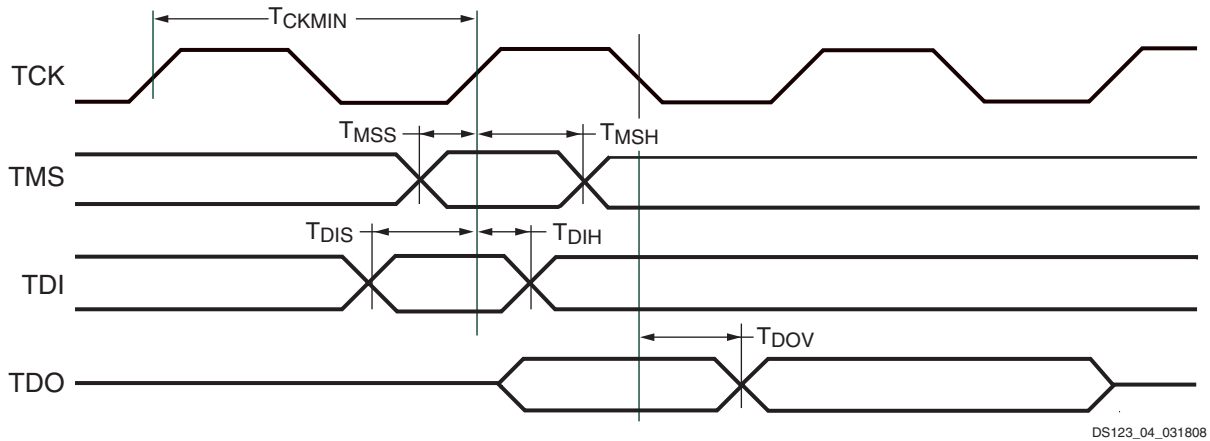 TCKMIN
TCK
TMSS
TMSH
TMS
TDIS
TDIH
TDI
TDOV
TDO
DS123_04_031808